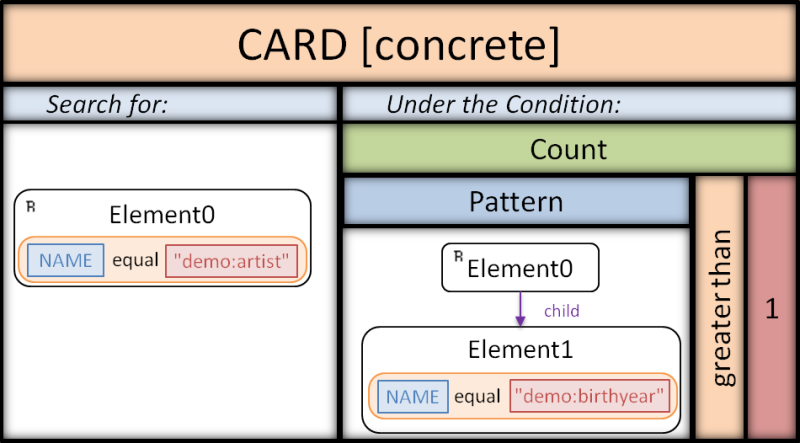 CARD [concrete]
Search for:
Under the Condition:
Count
Pattern
greater than
1
R
Element0
NAME equal "demo:artist"
R
Element0
child
Element1
NAME equal "demo:birthyear"